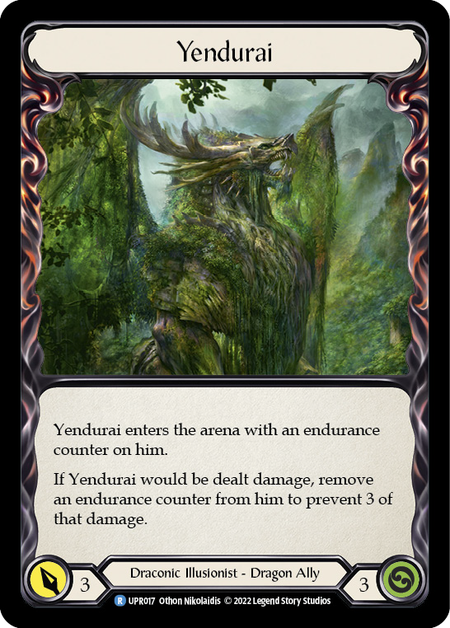 Yendurai
Yendurai enters the arena with an endurance
counter on him.
If Yendurai would be dealt damage, remove
an endurance counter from him to prevent 3 of
that damage.
3
Draconic Illusionist - Dragon Ally
3
R UPR017 Othon Nikolaidis © 2022 Legend Story Studios